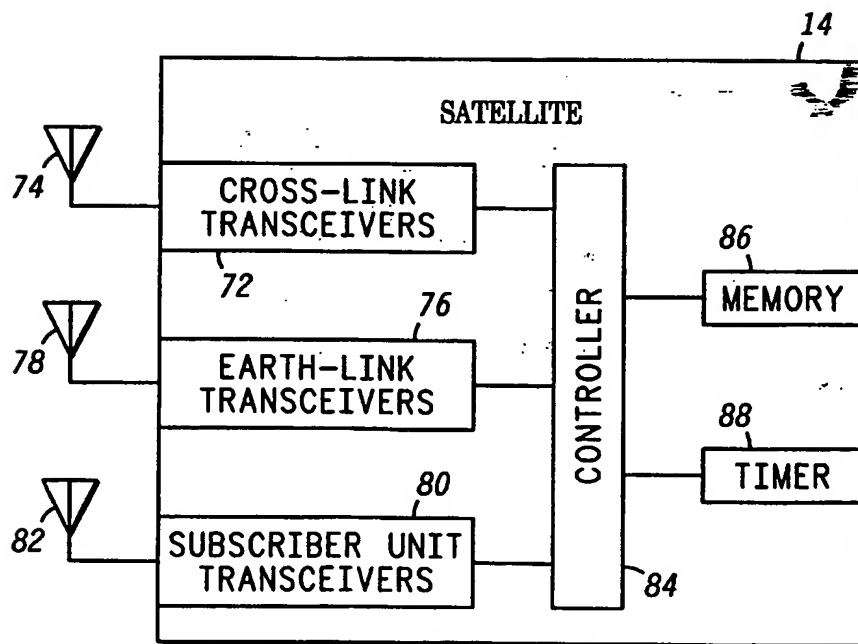 14
SATELLITE
74
CROSS-LINK
TRANSCEIVERS
72
86
MEMORY
78
76
EARTH-LINK
TRANSCEIVERS
CONTROLLER
88
TIMER
82
80
SUBSCRIBER UNIT
TRANSCEIVERS
84